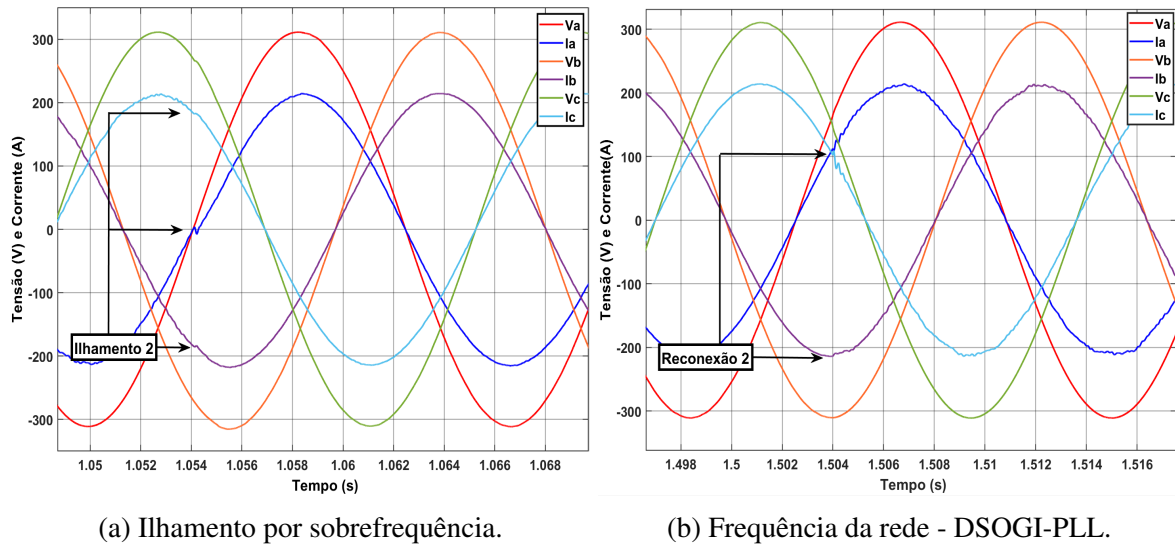 Tensão (V) e Corrente (A)
300
200
100
0
-100
-200
-300
Va
Ia
Vb
Ib
Vc
Ic
Ilhamento 2
1.05 1.052 1.054 1.056 1.058 1.06 1.062 1.064 1.066 1.068
Tempo (s)
(a) Ilhamento por sobrefrequência.
Tensão (V) e Corrente(A)
300
200
100
0
-100
-200
-300
Va
Ia
Vb
Ib
Vc
Ic
Reconexão 2
1.498 1.5 1.502 1.504 1.506 1.508 1.51 1.512 1.514 1.516
Tempo (s)
(b) Frequência da rede - DSOGI-PLL.